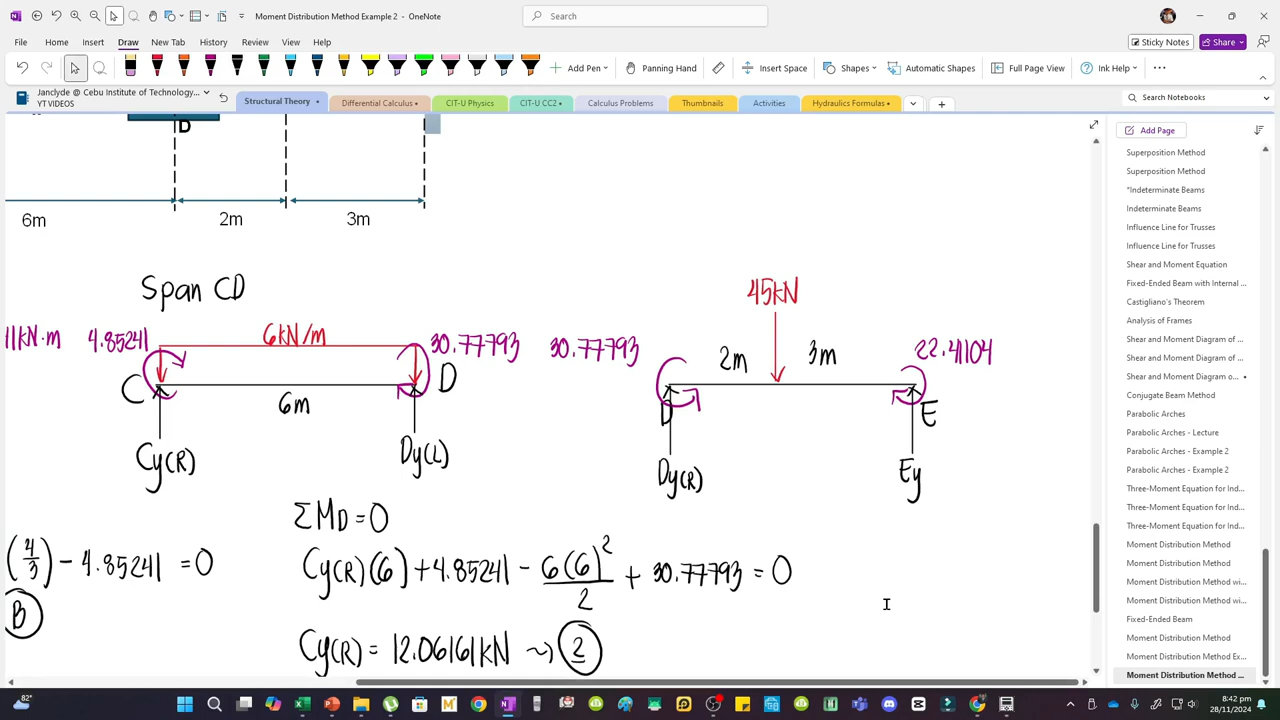 Moment Distribution Method Example 2 - OneNote
Search
File Home Insert Draw New Tab History Review View Help
Sticky Notes
Share
Add Pen
Panning Hand
Insert Space
Shapes
Automatic Shapes
Full Page View
Ink Help
Janclyde @ Cebu Institute of Technology...
YT VIDEOS
Structural Theory
Differential Calculus
CIT-U Physics
CIT-U CC2
Calculus Problems
Thumbnails
Activities
Hydraulics Formulas
Search Notebooks
Add Page
D
6m
2m
3m
Span CD
6kN/m
11kN·m
4.85241
30.77793
C
D
6m
Cy(R)
Dy(L)
45kN
30.77793
2m
3m
22.41104
D
E
Dy(R)
Ey
ΣMD=0
(4/3) - 4.85241 = 0
B
Cy(R)(6) + 4.85241 - 6(6)²/2 + 30.77793 = 0
Cy(R) = 12.06161kN ~> 2
Superposition Method
Superposition Method
*Indeterminate Beams
Indeterminate Beams
Influence Line for Trusses
Influence Line for Trusses
Shear and Moment Equation
Fixed-Ended Beam with Internal ...
Castigliano's Theorem
Analysis of Frames
Shear and Moment Diagram of ...
Shear and Moment Diagram of ...
Shear and Moment Diagram o...
Conjugate Beam Method
Parabolic Arches
Parabolic Arches - Lecture
Parabolic Arches - Example 2
Parabolic Arches - Example 2
Three-Moment Equation for Ind...
Three-Moment Equation for Ind...
Three-Moment Equation for Ind...
Moment Distribution Method
Moment Distribution Method
Moment Distribution Method wi...
Moment Distribution Method wi...
Fixed-Ended Beam
Moment Distribution Method
Moment Distribution Method Ex...
Moment Distribution Method ...
82°
8:42 pm
28/11/2024